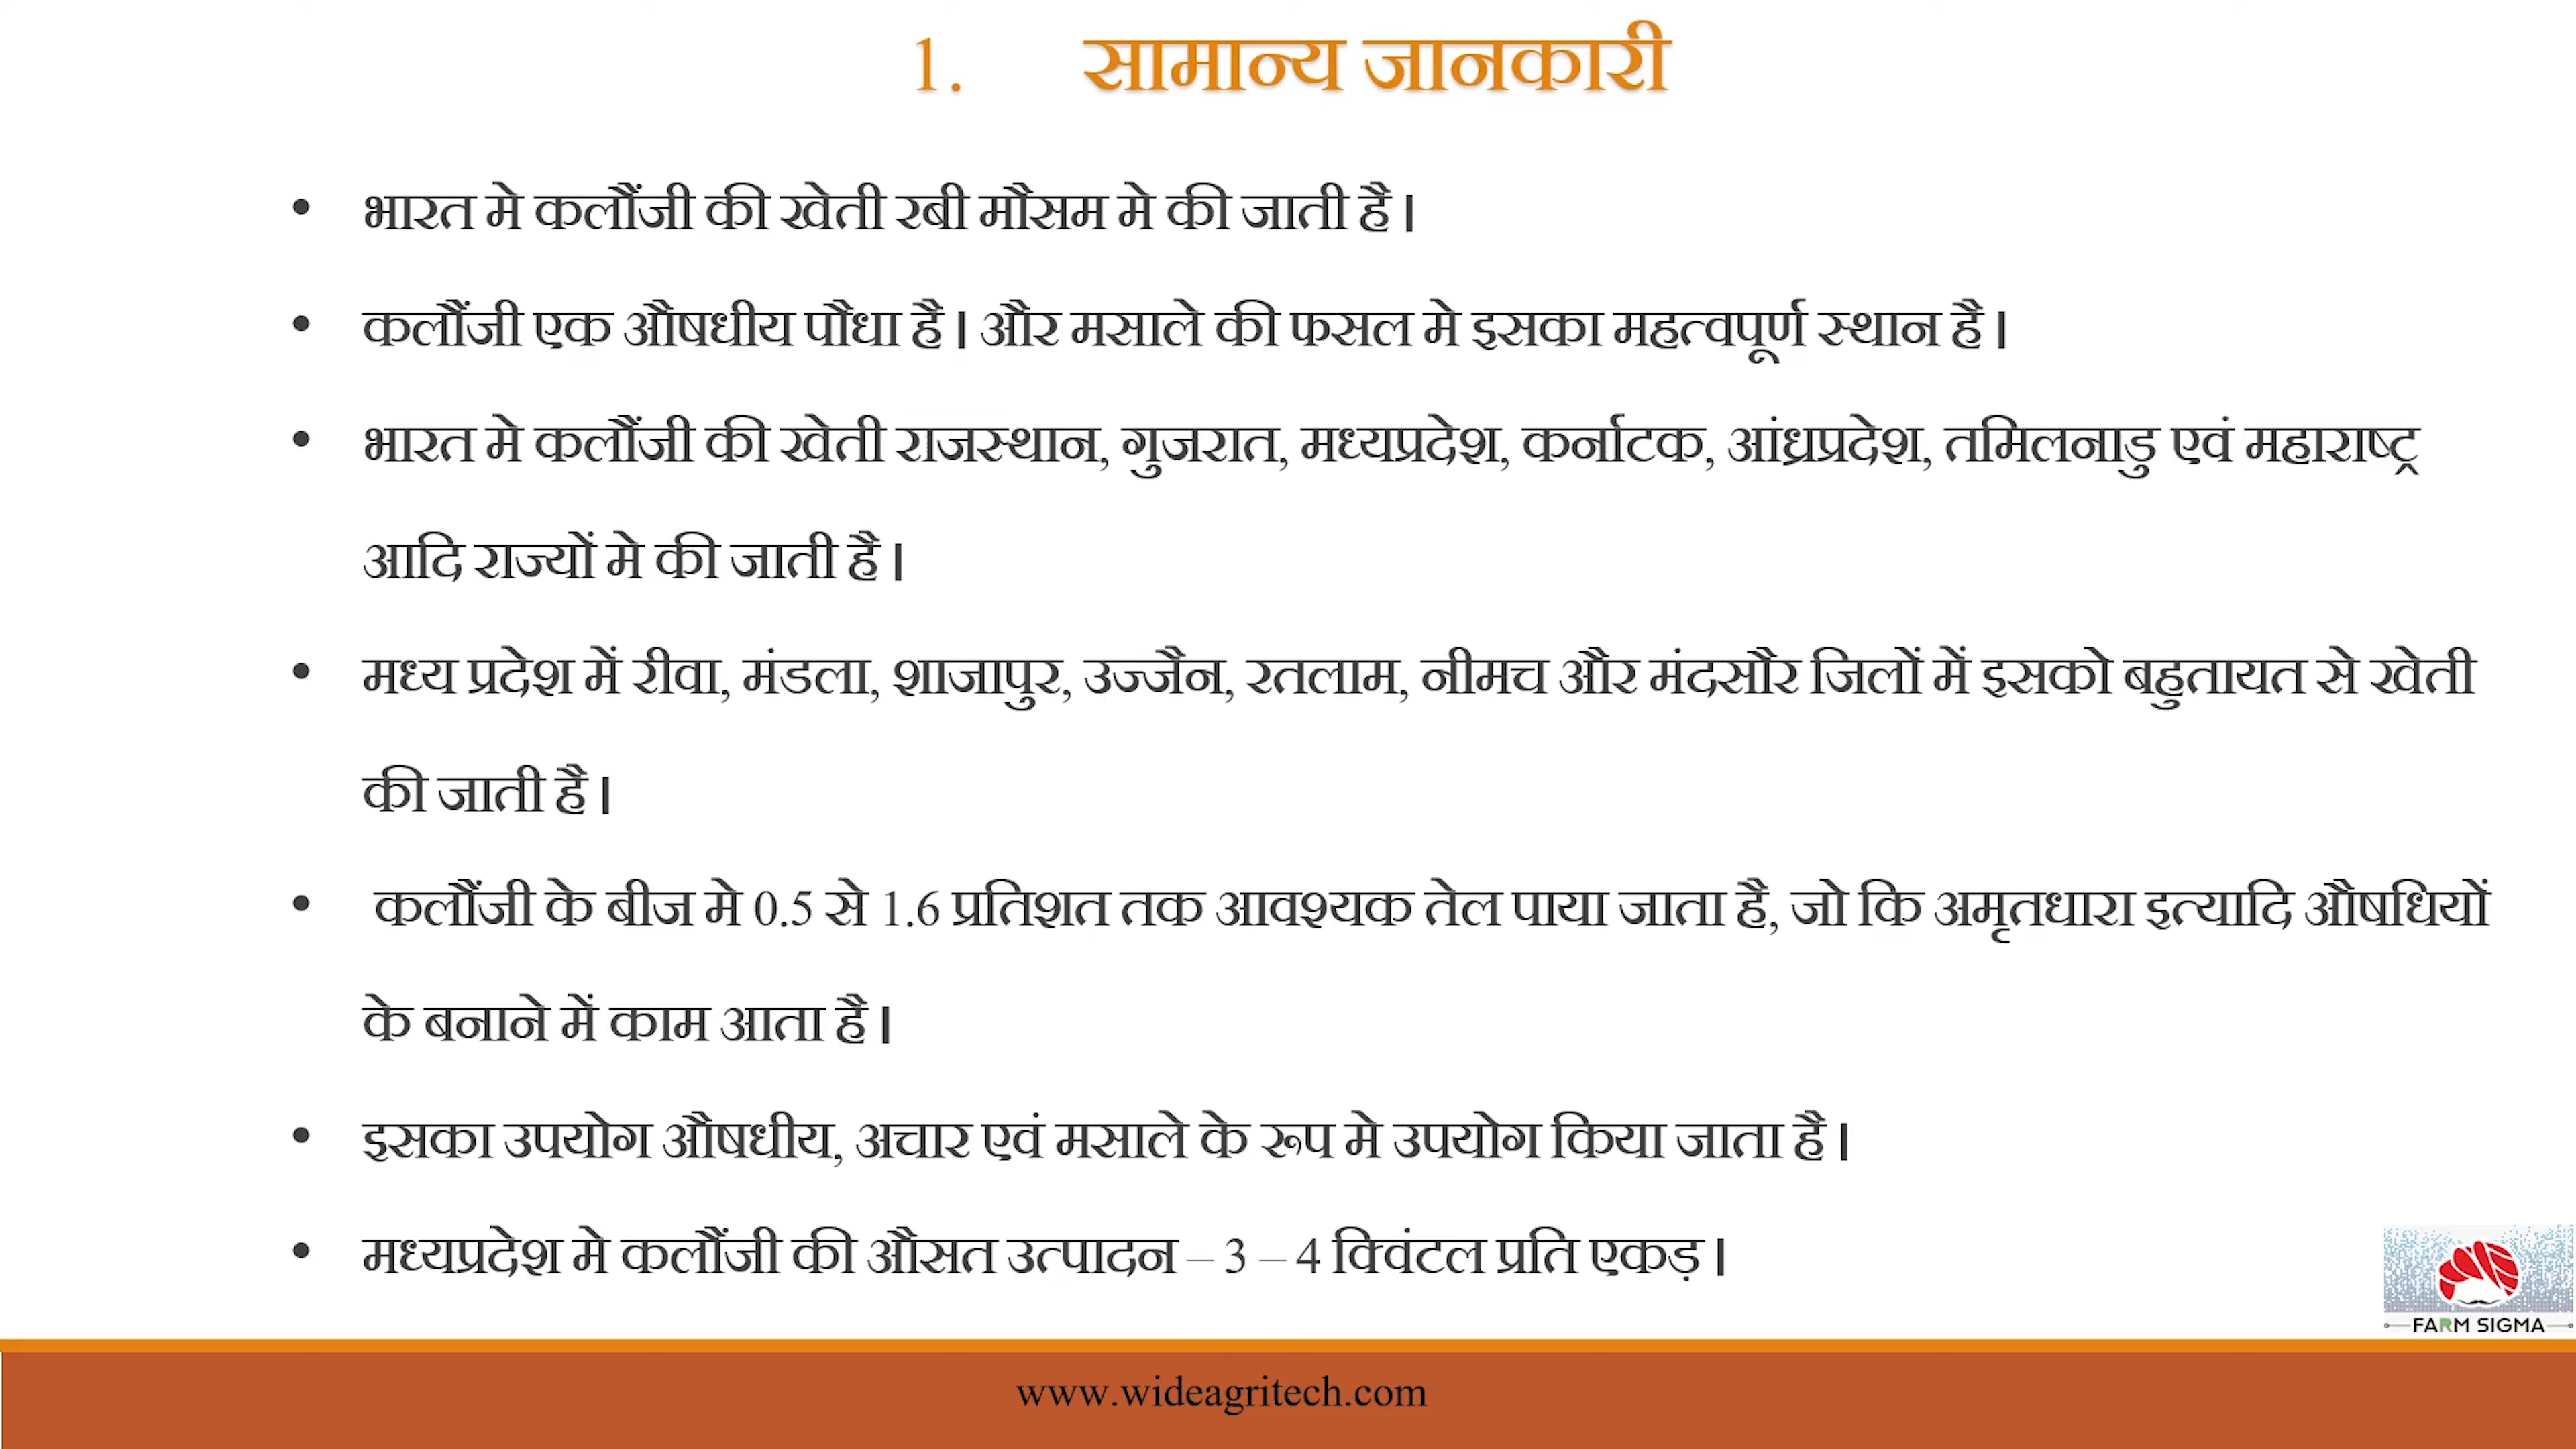 1. सामान्य जानकारी
• भारत मे कलौंजी की खेती रबी मौसम मे की जाती है।
• कलौंजी एक औषधीय पौधा है। और मसाले की फसल मे इसका महत्वपूर्ण स्थान है।
• भारत मे कलौंजी की खेती राजस्थान, गुजरात, मध्यप्रदेश, कर्नाटक, आंध्रप्रदेश, तमिलनाडु एवं महाराष्ट्र
आदि राज्यों मे की जाती है।
• मध्य प्रदेश में रीवा, मंडला, शाजापुर, उज्जैन, रतलाम, नीमच और मंदसौर जिलों में इसको बहुतायत से खेती
की जाती है।
• कलौंजी के बीज मे 0.5 से 1.6 प्रतिशत तक आवश्यक तेल पाया जाता है, जो कि अमृतधारा इत्यादि औषधियों
के बनाने में काम आता है।
• इसका उपयोग औषधीय, अचार एवं मसाले के रूप मे उपयोग किया जाता है।
• मध्यप्रदेश मे कलौंजी की औसत उत्पादन – 3 – 4 क्विंटल प्रति एकड़।
FARM SIGMA
www.wideagritech.com